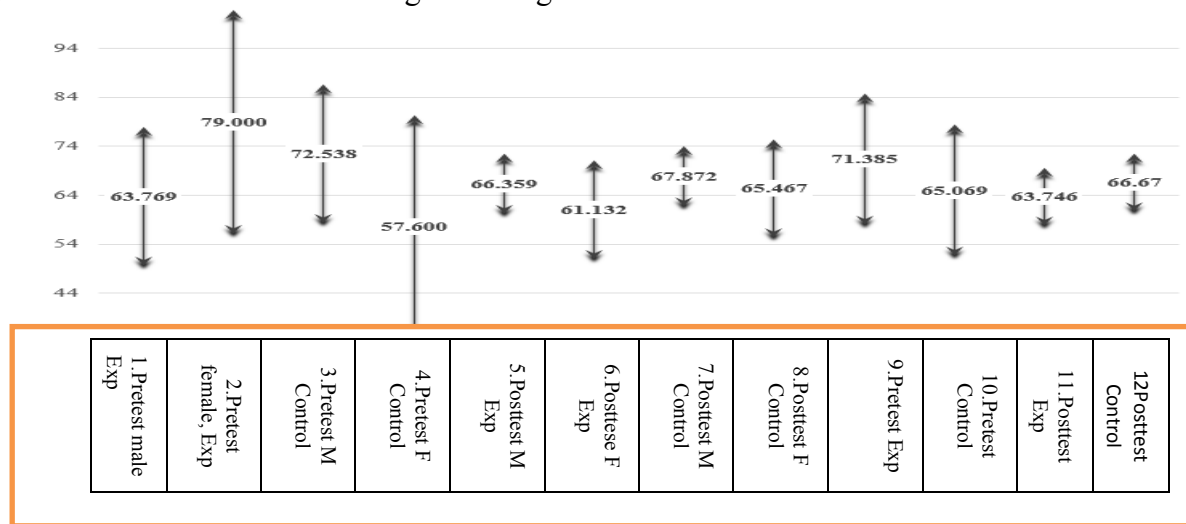 94
84
74
64
54
44
63.769
79.000
72.538
57.600
66.359
61.132
67.872
65.467
71.385
65.069
63.746
66.67
1.Pretest male
Exp
2.Pretest
female, Exp
3.Pretest M
Control
4.Pretest F
Control
5.Posttest M
Exp
6.Posttese F
Exp
7.Posttest M
Control
8.Posttest F
Control
9.Pretest Exp
10.Pretest
Control
11.Posttest
Exp
12Posttest
Control